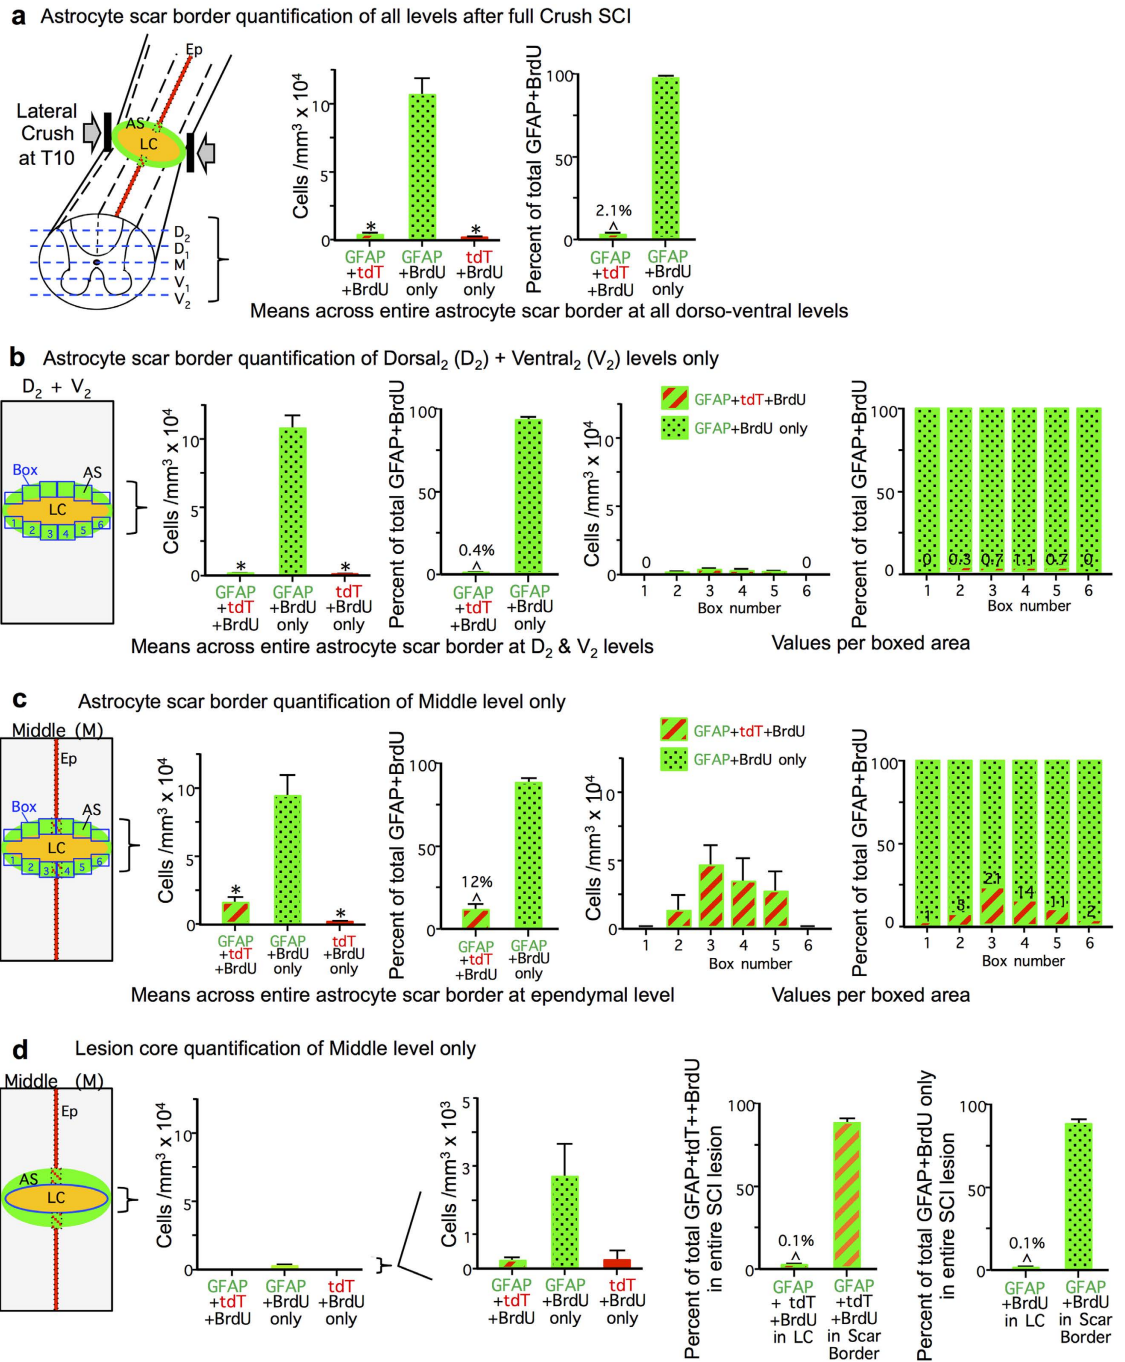 a Astrocyte scar border quantification of all levels after full Crush SCI
Ep
Lateral
Crush
at T10
AS
LC
D2
D1
M
V1
V2
Cells /mm³ x 10⁴
10
5
0
*
*
GFAP +tdT +BrdU
GFAP +BrdU only
tdT +BrdU only
Percent of total GFAP+BrdU
100
50
0
2.1%
^
GFAP +tdT +BrdU
GFAP +BrdU only
Means across entire astrocyte scar border at all dorso-ventral levels
b Astrocyte scar border quantification of Dorsal2 (D2) + Ventral2 (V2) levels only
D2 + V2
Box
AS
LC
1 2 3 4 5 6
Cells /mm³ x 10⁴
10
5
0
*
*
GFAP +tdT +BrdU
GFAP +BrdU only
tdT +BrdU only
Percent of total GFAP+BrdU
100
50
0
0.4%
^
GFAP +tdT +BrdU
GFAP +BrdU only
Means across entire astrocyte scar border at D2 & V2 levels
GFAP+tdT+BrdU
GFAP+BrdU only
Cells /mm³ x 10⁴
10
5
0
0 0
1 2 3 4 5 6
Box number
Percent of total GFAP+BrdU
100
50
0
0 0.3 0.7 1.1 0.7 0
1 2 3 4 5 6
Box number
Values per boxed area
c Astrocyte scar border quantification of Middle level only
Middle (M)
Ep
Box
AS
LC
1 2 3 4 5 6
Cells /mm³ x 10⁴
10
5
0
*
*
GFAP +tdT +BrdU
GFAP +BrdU only
tdT +BrdU only
Percent of total GFAP+BrdU
100
50
0
12%
^
GFAP +tdT +BrdU
GFAP +BrdU only
Means across entire astrocyte scar border at ependymal level
GFAP+tdT+BrdU
GFAP+BrdU only
Cells /mm³ x 10⁴
10
5
0
1 2 3 4 5 6
Box number
Percent of total GFAP+BrdU
100
50
0
1 8 21 14 11 2
1 2 3 4 5 6
Box number
Values per boxed area
d Lesion core quantification of Middle level only
Middle (M)
Ep
AS
LC
Cells /mm³ x 10⁴
10
5
0
GFAP +tdT +BrdU
GFAP +BrdU only
tdT +BrdU only
Cells /mm³ x 10³
5
3
1
0
GFAP +tdT +BrdU
GFAP +BrdU only
tdT +BrdU only
Percent of total GFAP+tdT++BrdU
in entire SCI lesion
100
50
0
0.1%
^
GFAP + tdT +BrdU in LC
GFAP +tdT +BrdU in Scar Border
Percent of total GFAP+BrdU only
in entire SCI lesion
100
50
0
0.1%
^
GFAP +BrdU in LC
GFAP +BrdU in Scar Border